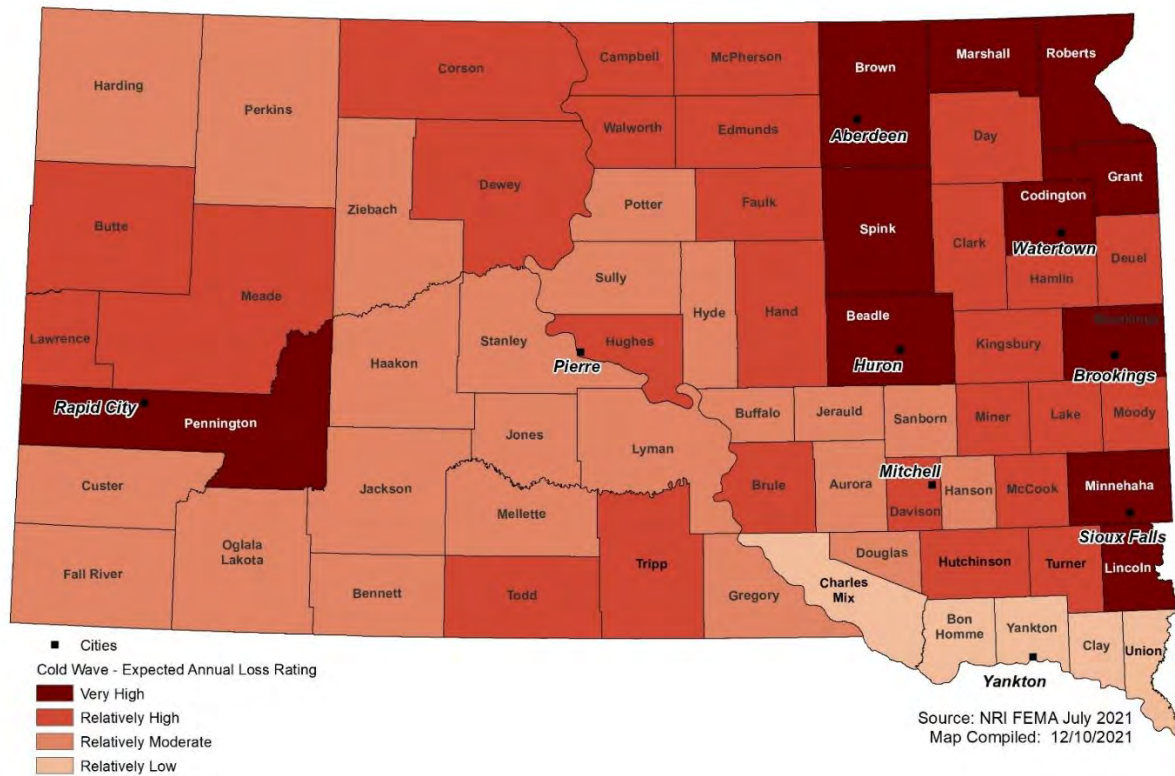 Campbell
McPherson
Brown
Marshall
Roberts
Corson
Harding
Perkins
Walworth
Edmunds
Aberdeen
Day
Dewey
Grant
Ziebach
Potter
Faulk
Codington
Butte
Spink
Clark
Watertown
Sully
Hamlin
Deuel
Meade
Hyde
Hand
Beadle
Lawrence
Haakon
Stanley
Hughes
Kingsbury
Brookings
Pierre
Huron
Brookings
Rapid City
Pennington
Buffalo
Jerauld
Sanborn
Miner
Lake
Moody
Jones
Lyman
Custer
Jackson
Mitchell
Brule
Aurora
Hanson
McCook
Minnehaha
Davison
Mellette
Sioux Falls
Oglala
Lakota
Douglas
Fall River
Tripp
Hutchinson
Turner
Lincoln
Bennett
Todd
Gregory
Charles
Mix
Bon
Homme
Yankton
Clay
Union
Yankton
Cities
Cold Wave - Expected Annual Loss Rating
Very High
Relatively High
Relatively Moderate
Relatively Low
Source: NRI FEMA July 2021
Map Compiled: 12/10/2021